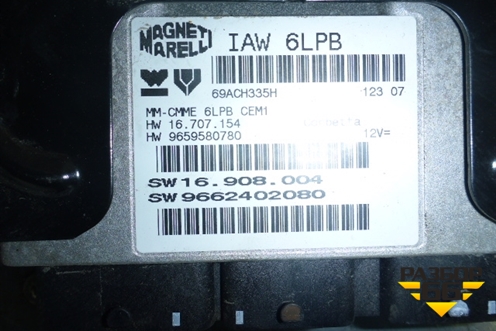 MAGNETI
MARELLI
IAW 6LPB
69ACH335H
123 07
MM-CMME 6LPB CEM1
HW 16.707.154
HW 9659580780
12V=
SW 16.908.004
SW 9662402080